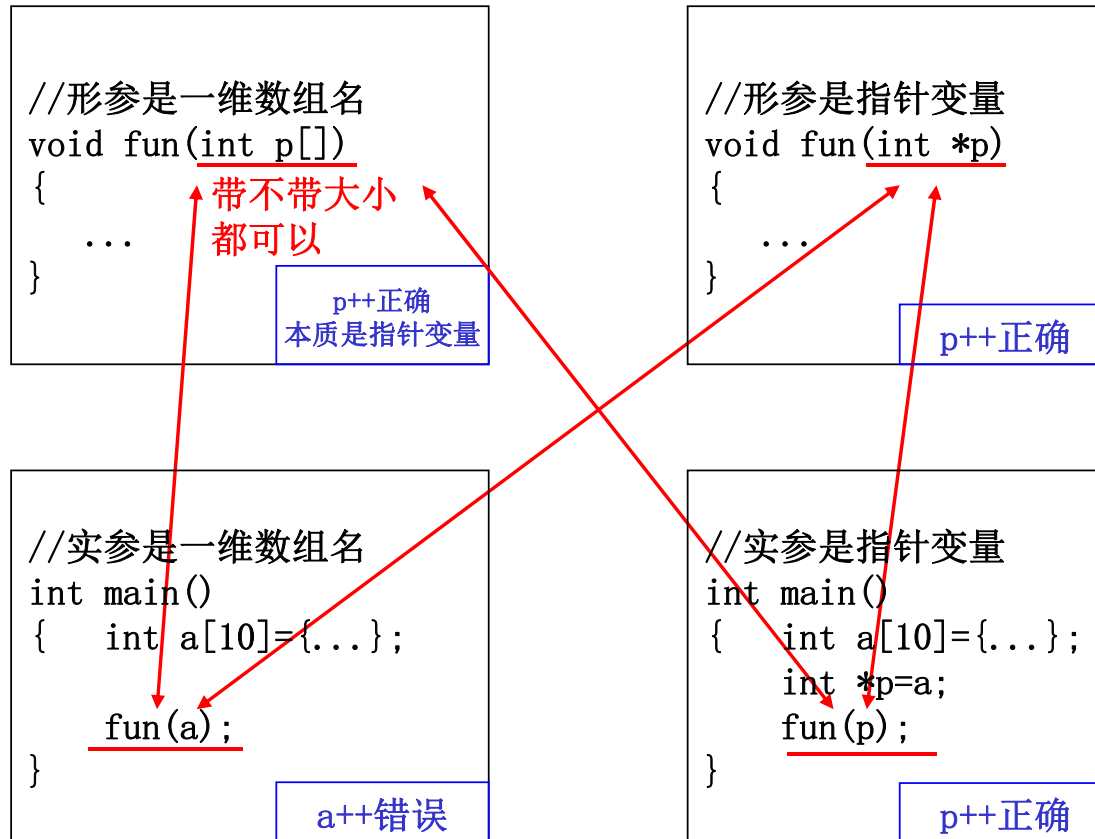 //形参是一维数组名
void fun(int p[])
{
带不带大小
...
都可以
}
p++正确
本质是指针变量
//形参是指针变量
void fun(int *p)
{
...
}
p++正确
//实参是一维数组名
int main()
{ int a[10]={...};
fun(a);
}
a++错误
//实参是指针变量
int main()
{ int a[10]={...};
int *p=a;
fun(p);
}
p++正确